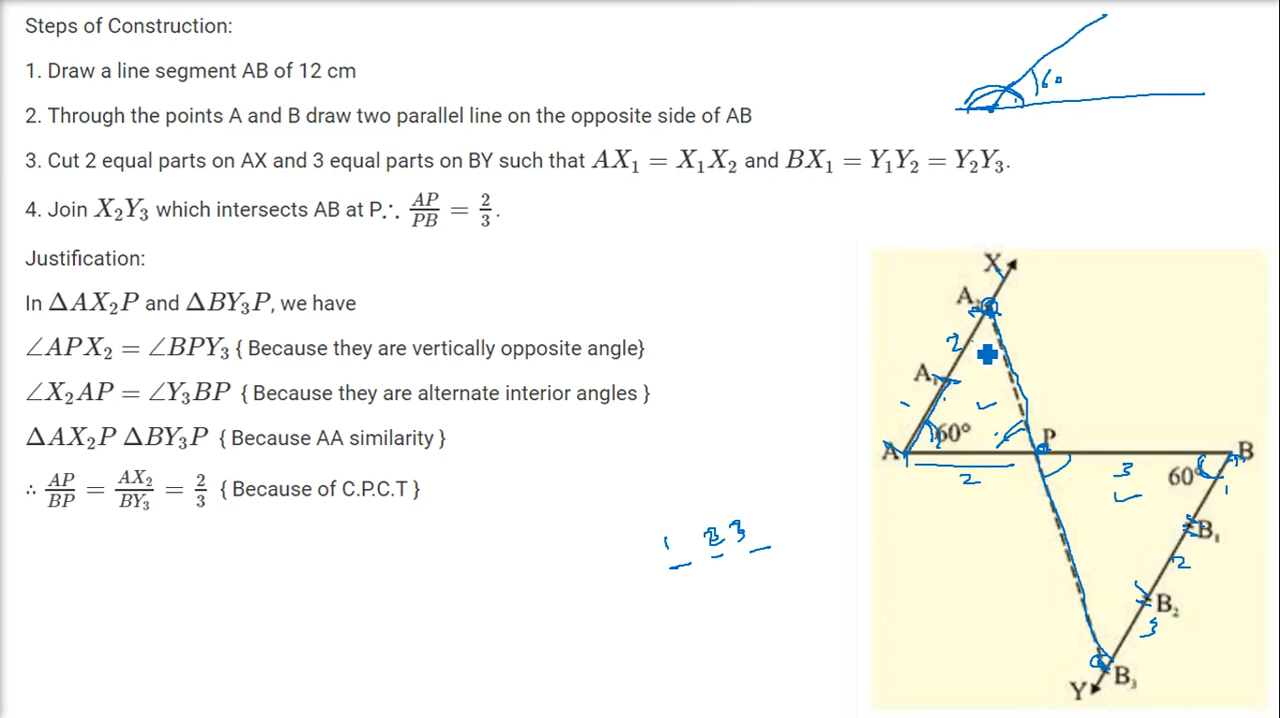 Steps of Construction:
1. Draw a line segment AB of 12 cm
2. Through the points A and B draw two parallel line on the opposite side of AB
3. Cut 2 equal parts on AX and 3 equal parts on BY such that AX₁ = X₁X₂ and BX₁ = Y₁Y₂ = Y₂Y₃.
4. Join X₂Y₃ which intersects AB at P∴ AP/PB = 2/3.
Justification:
In ΔAX₂P and ΔBY₃P, we have
∠APX₂ = ∠BPY₃ { Because they are vertically opposite angle}
∠X₂AP = ∠Y₃BP { Because they are alternate interior angles }
ΔAX₂P ΔBY₃P { Because AA similarity }
∴ AP/BP = AX₂/BY₃ = 2/3 { Because of C.P.C.T }
1 2 3
60
X
A
2
A₁
60°
P
A
B
2
3
60°
1
B₁
2
B₂
3
B₃
Y